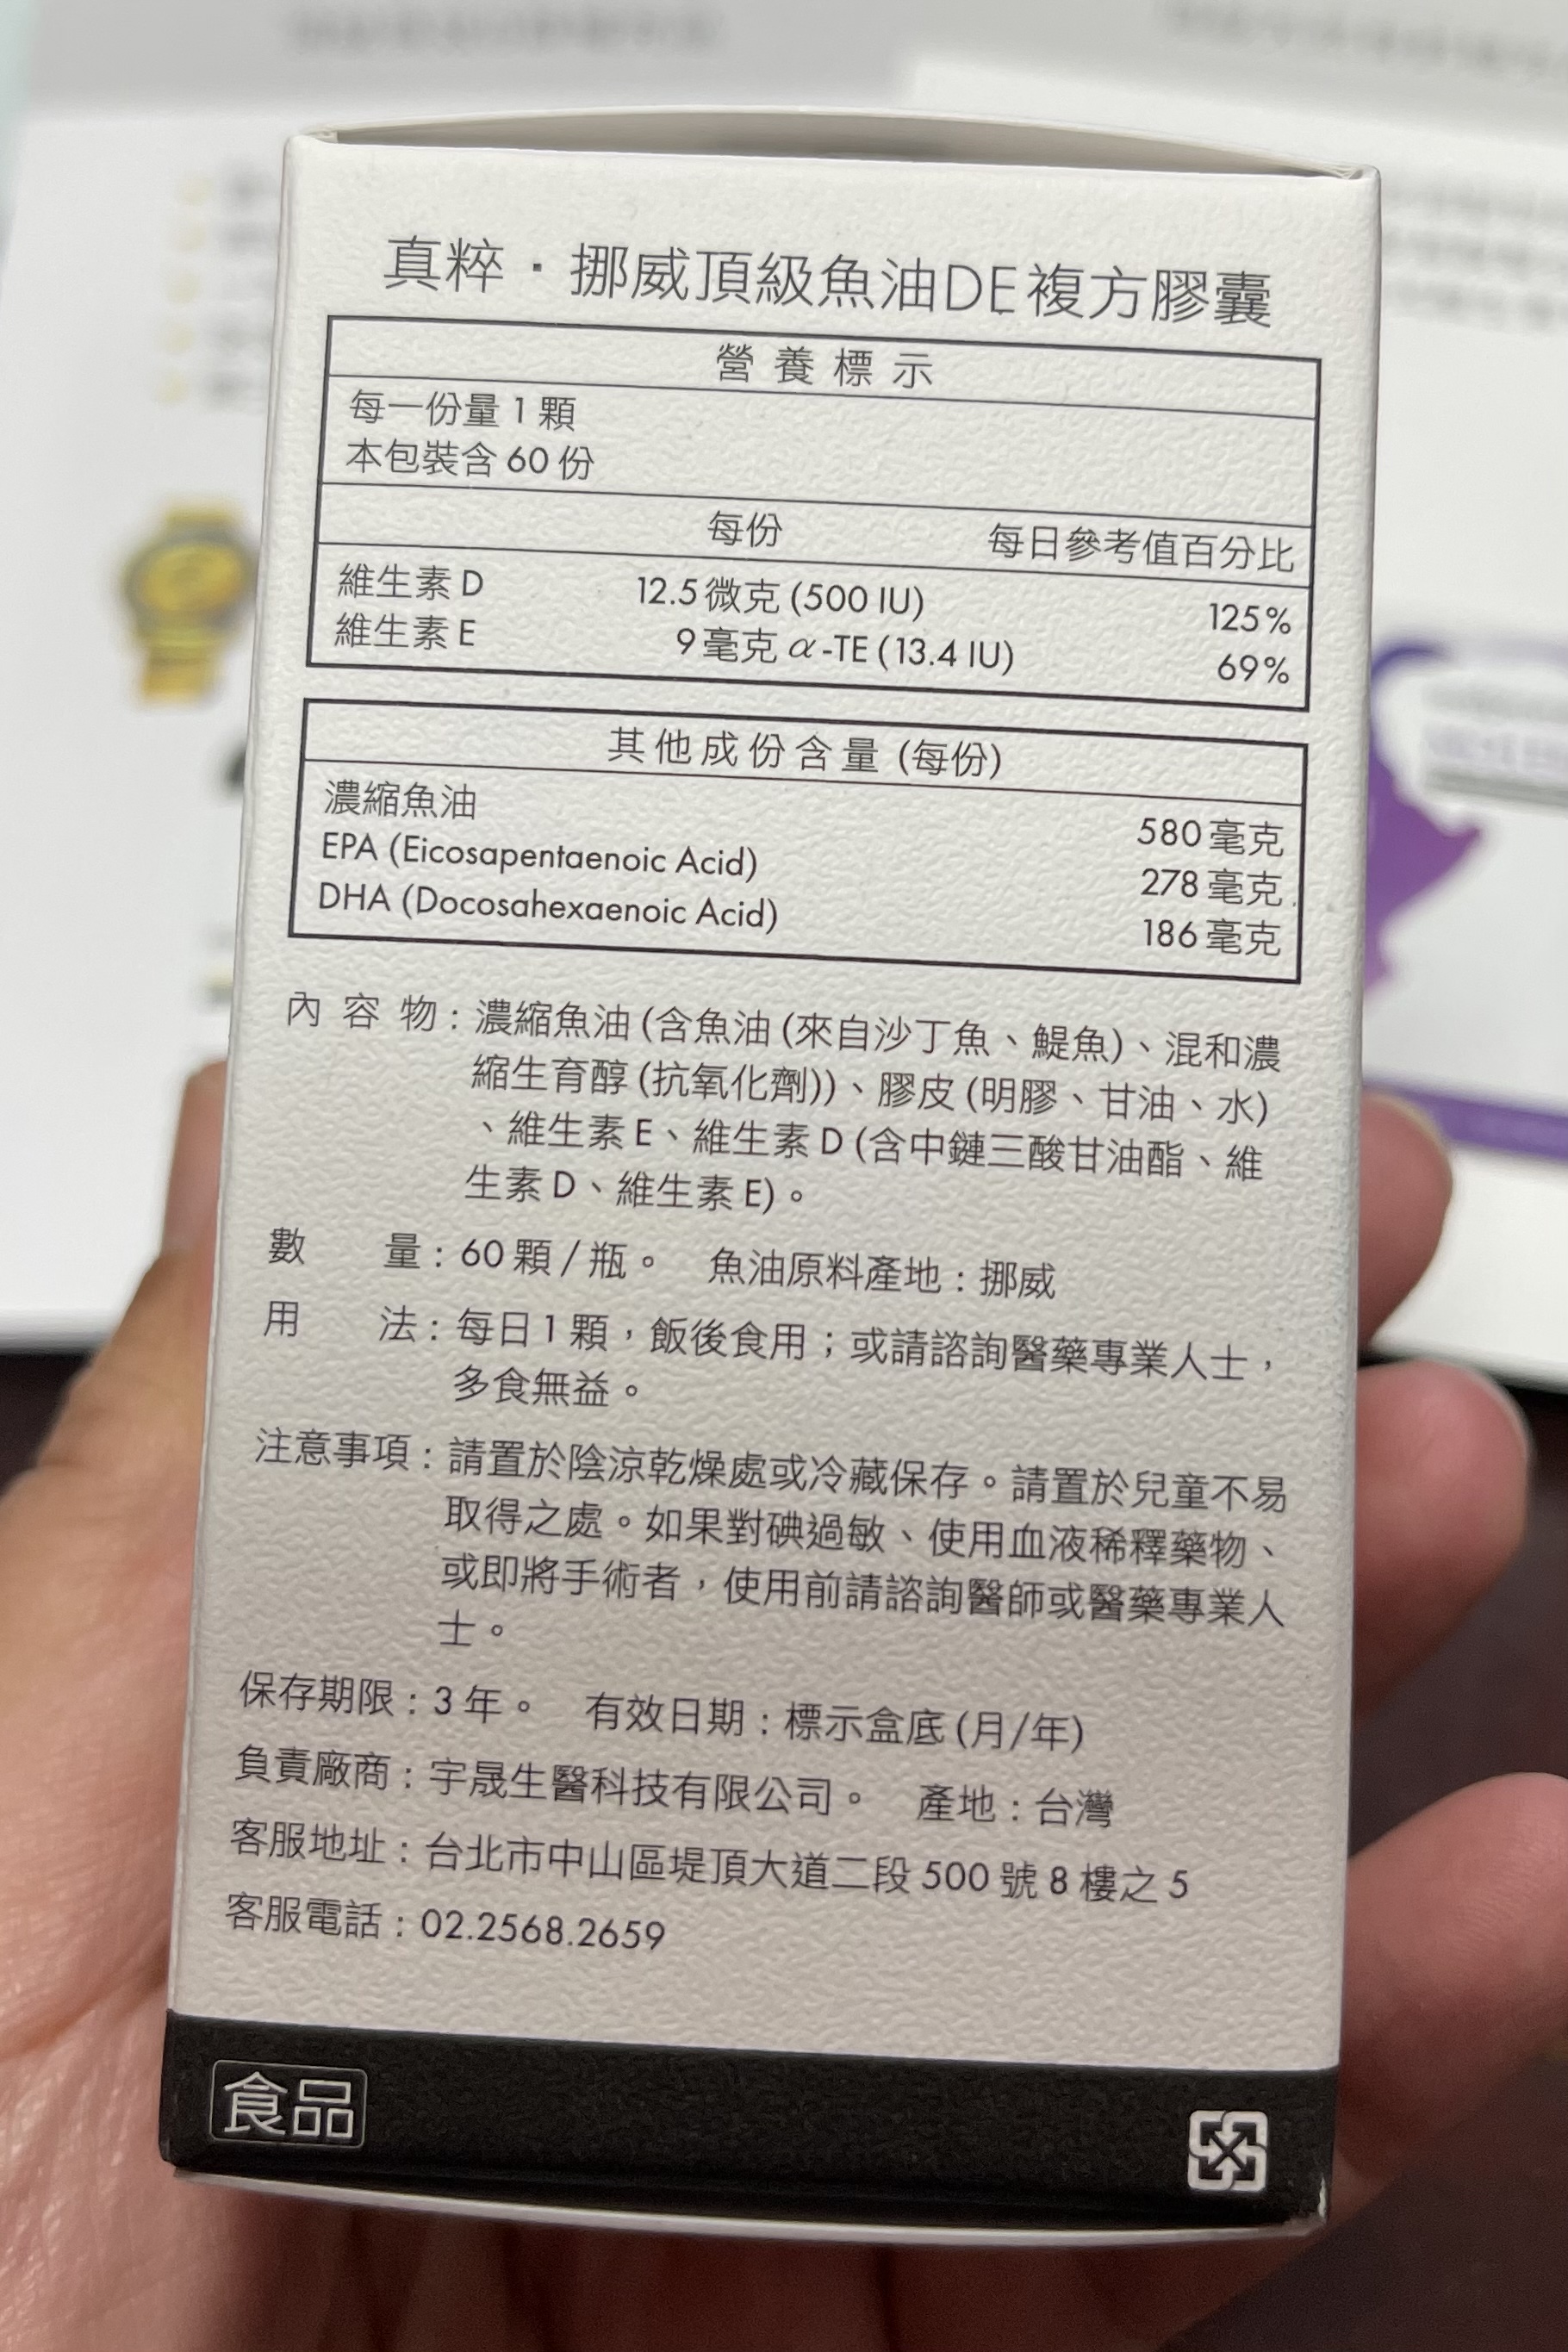 真粹・挪威頂級魚油DE複方膠囊
營養標示
每一份量 1 顆
本包裝含 60 份
每份 每日參考值百分比
維生素 D 12.5 微克 (500 IU) 125%
維生素 E 9 毫克 α-TE (13.4 IU) 69%
其他成份含量 (每份)
濃縮魚油 580 毫克
EPA (Eicosapentaenoic Acid) 278 毫克
DHA (Docosahexaenoic Acid) 186 毫克
內容物：濃縮魚油 (含魚油 (來自沙丁魚、鯷魚)、混和濃
縮生育醇 (抗氧化劑))、膠皮 (明膠、甘油、水)
、維生素 E、維生素 D (含中鏈三酸甘油酯、維
生素 D、維生素 E)。
數量：60 顆 / 瓶。 魚油原料產地：挪威
用法：每日 1 顆，飯後食用；或請諮詢醫藥專業人士，
多食無益。
注意事項：請置於陰涼乾燥處或冷藏保存。請置於兒童不易
取得之處。如果對碘過敏、使用血液稀釋藥物、
或即將手術者，使用前請諮詢醫師或醫藥專業人
士。
保存期限：3 年。 有效日期：標示盒底 (月/年)
負責廠商：宇晟生醫科技有限公司。 產地：台灣
客服地址：台北市中山區堤頂大道二段 500 號 8 樓之 5
客服電話：02.2568.2659
食品